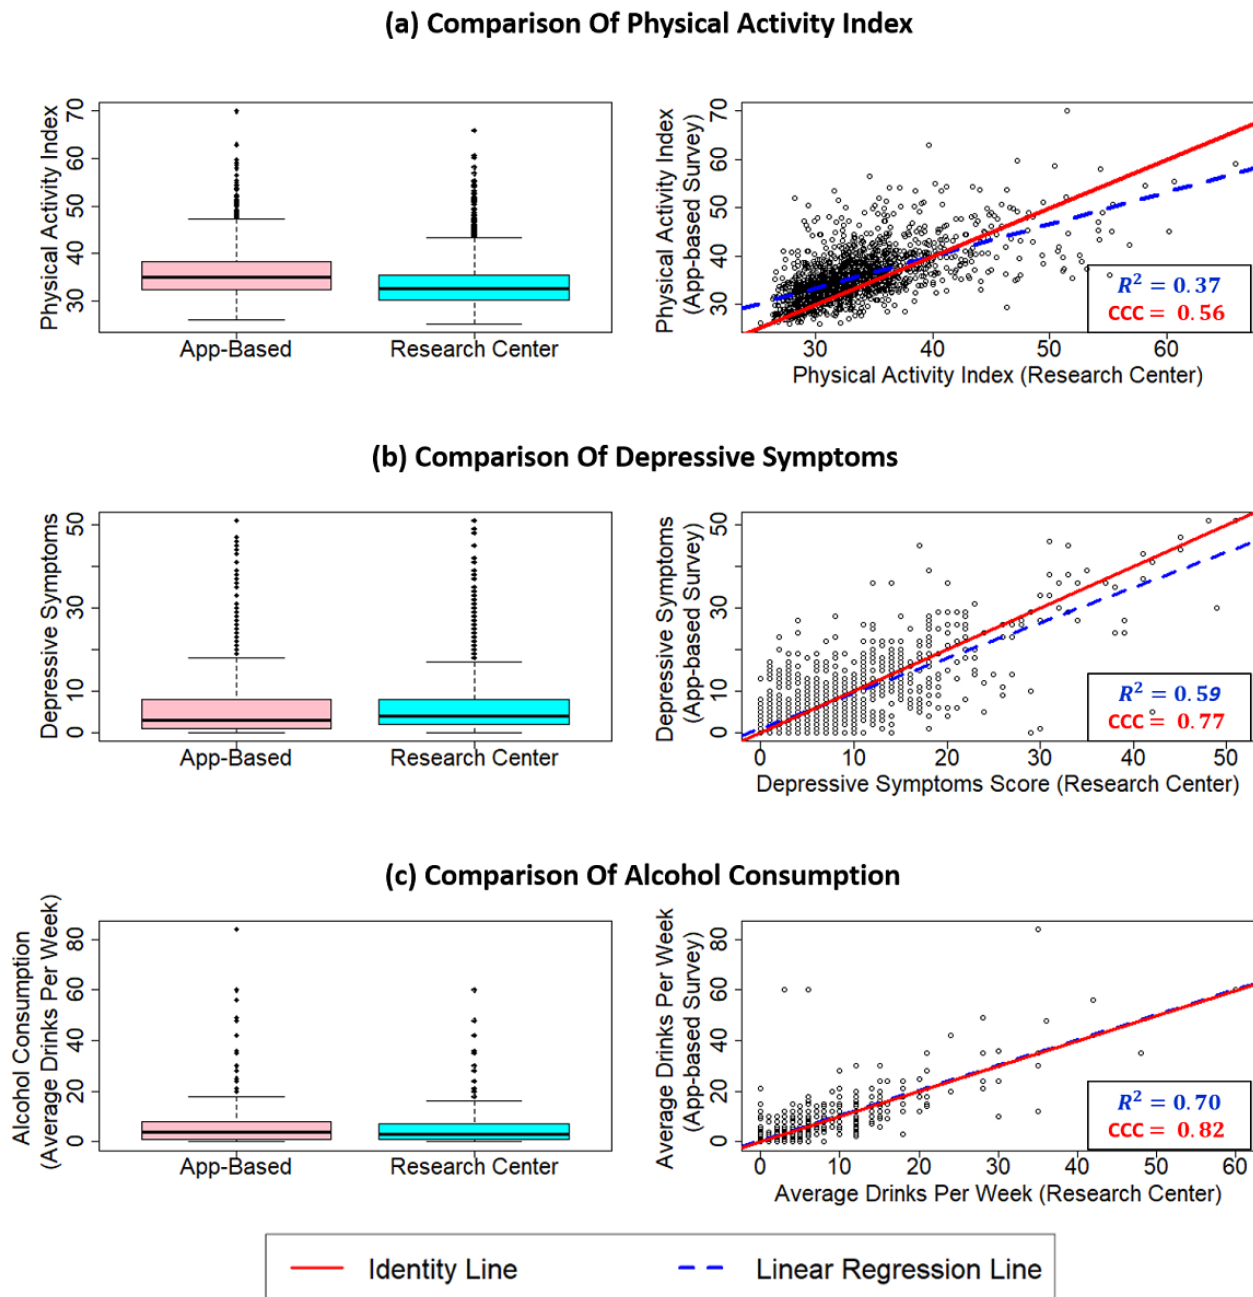 (a) Comparison Of Physical Activity Index
Physical Activity Index
70
60
50
40
30
App-Based
Research Center
Physical Activity Index
(App-based Survey)
70
60
50
40
30
R² = 0.37
CCC = 0.56
30
40
50
60
Physical Activity Index (Research Center)
(b) Comparison Of Depressive Symptoms
Depressive Symptoms
50
30
10
0
App-Based
Research Center
Depressive Symptoms
(App-based Survey)
50
30
10
0
R² = 0.59
CCC = 0.77
0
10
20
30
40
50
Depressive Symptoms Score (Research Center)
(c) Comparison Of Alcohol Consumption
Alcohol Consumption
(Average Drinks Per Week)
80
60
40
20
0
App-Based
Research Center
Average Drinks Per Week
(App-based Survey)
80
60
40
20
0
R² = 0.70
CCC = 0.82
0
10
20
30
40
50
60
Average Drinks Per Week (Research Center)
Identity Line
Linear Regression Line